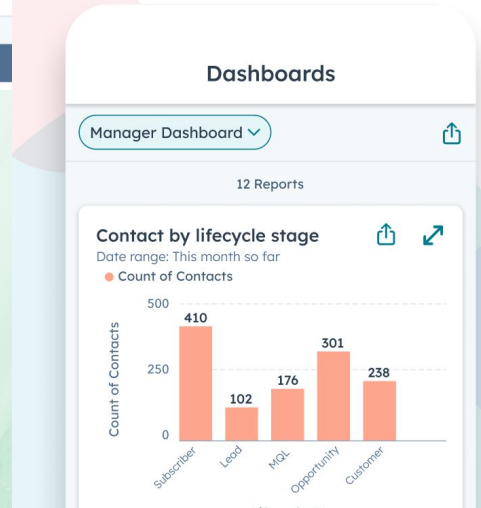 Dashboards
Manager Dashboard
12 Reports
Contact by lifecycle stage
Date range: This month so far
Count of Contacts
Count of Contacts
500
250
0
410
102
176
301
238
Subscriber
Lead
MQL
Opportunity
Customer